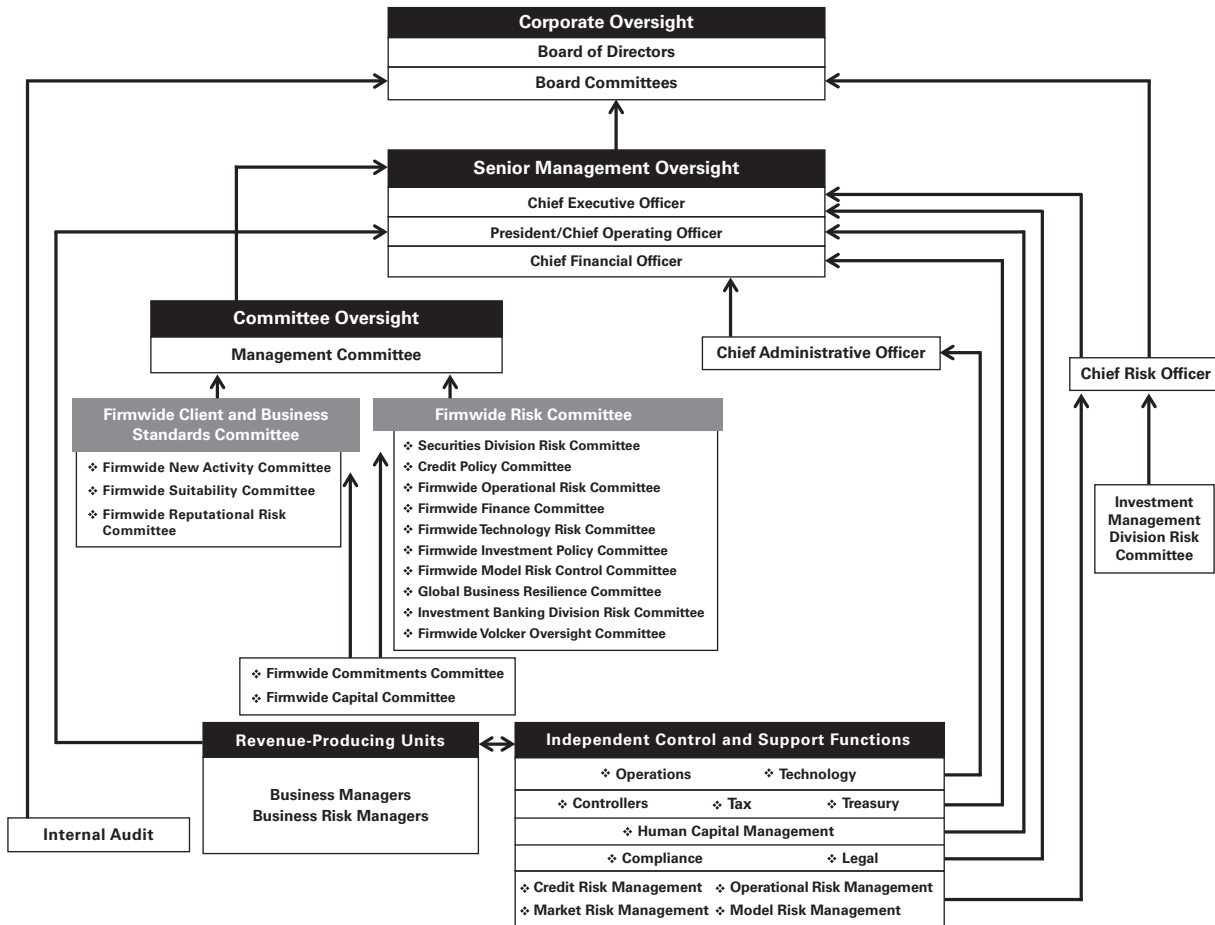 Corporate Oversight
Board of Directors
Board Committees
Senior Management Oversight
Chief Executive Officer
President/Chief Operating Officer
Chief Financial Officer
Committee Oversight
Management Committee
Chief Administrative Officer
Chief Risk Officer
Firmwide Client and Business
Standards Committee
❖ Firmwide New Activity Committee
❖ Firmwide Suitability Committee
❖ Firmwide Reputational Risk
Committee
Firmwide Risk Committee
❖ Securities Division Risk Committee
❖ Credit Policy Committee
❖ Firmwide Operational Risk Committee
❖ Firmwide Finance Committee
❖ Firmwide Technology Risk Committee
❖ Firmwide Investment Policy Committee
❖ Firmwide Model Risk Control Committee
❖ Global Business Resilience Committee
❖ Investment Banking Division Risk Committee
❖ Firmwide Volcker Oversight Committee
Investment
Management
Division Risk
Committee
❖ Firmwide Commitments Committee
❖ Firmwide Capital Committee
Revenue-Producing Units
Business Managers
Business Risk Managers
Internal Audit
Independent Control and Support Functions
❖ Operations ❖ Technology
❖ Controllers ❖ Tax ❖ Treasury
❖ Human Capital Management
❖ Compliance ❖ Legal
❖ Credit Risk Management ❖ Operational Risk Management
❖ Market Risk Management ❖ Model Risk Management